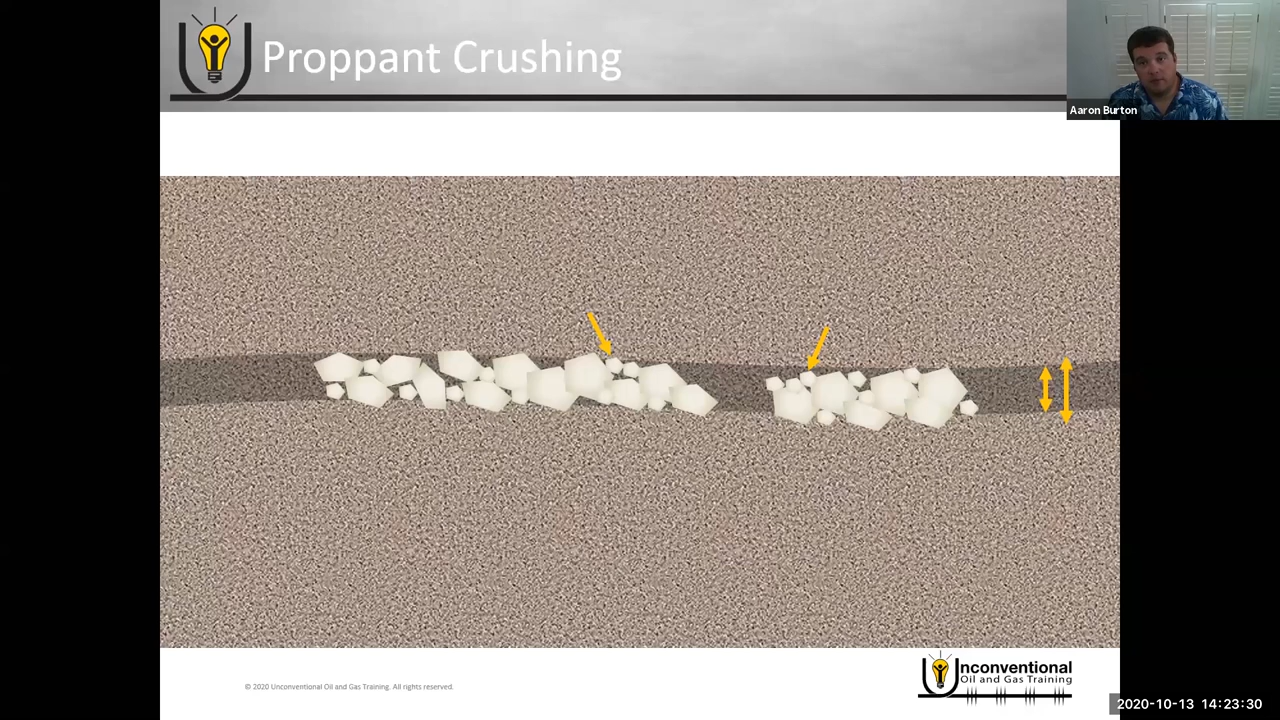 Proppant Crushing
Aaron Burton
© 2020 Unconventional Oil and Gas Training. All rights reserved.
Unconventional
Oil and Gas Training
2020-10-13 14:23:30